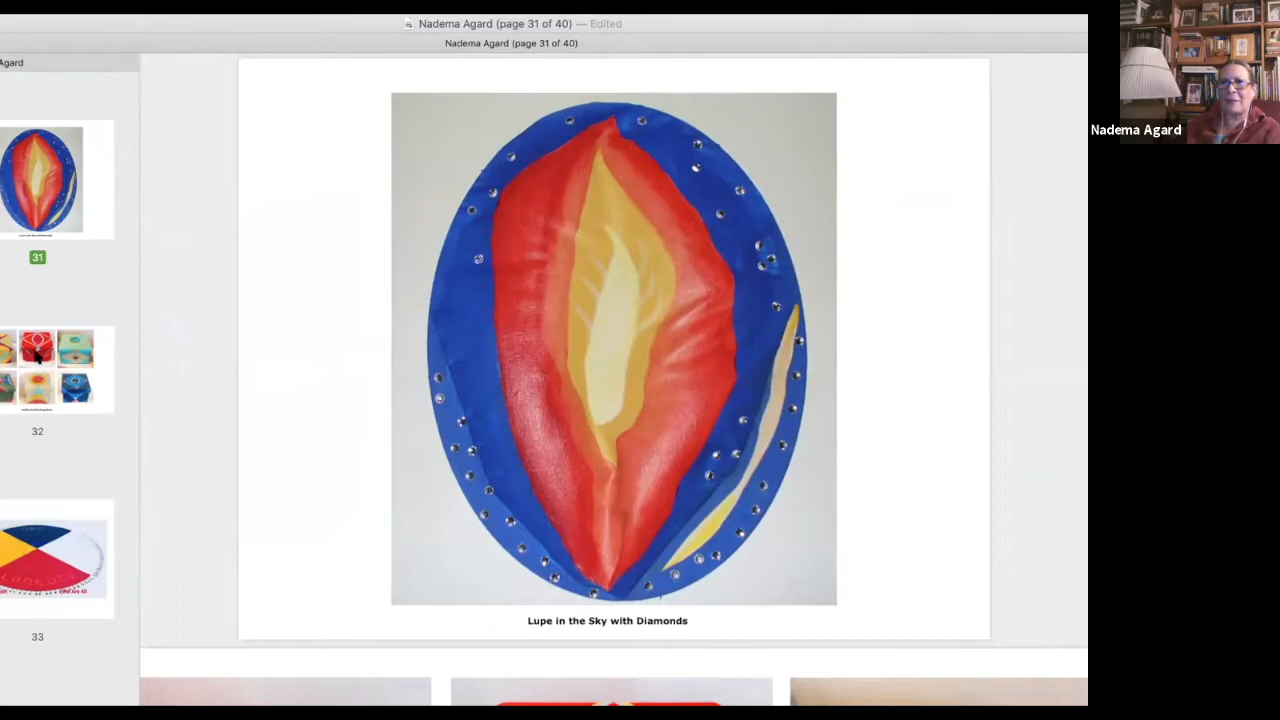 Nadema Agard (page 31 of 40) — Edited
Nadema Agard (page 31 of 40)
Agard
31
32
33
Lupe in the Sky with Diamonds
Nadema Agard